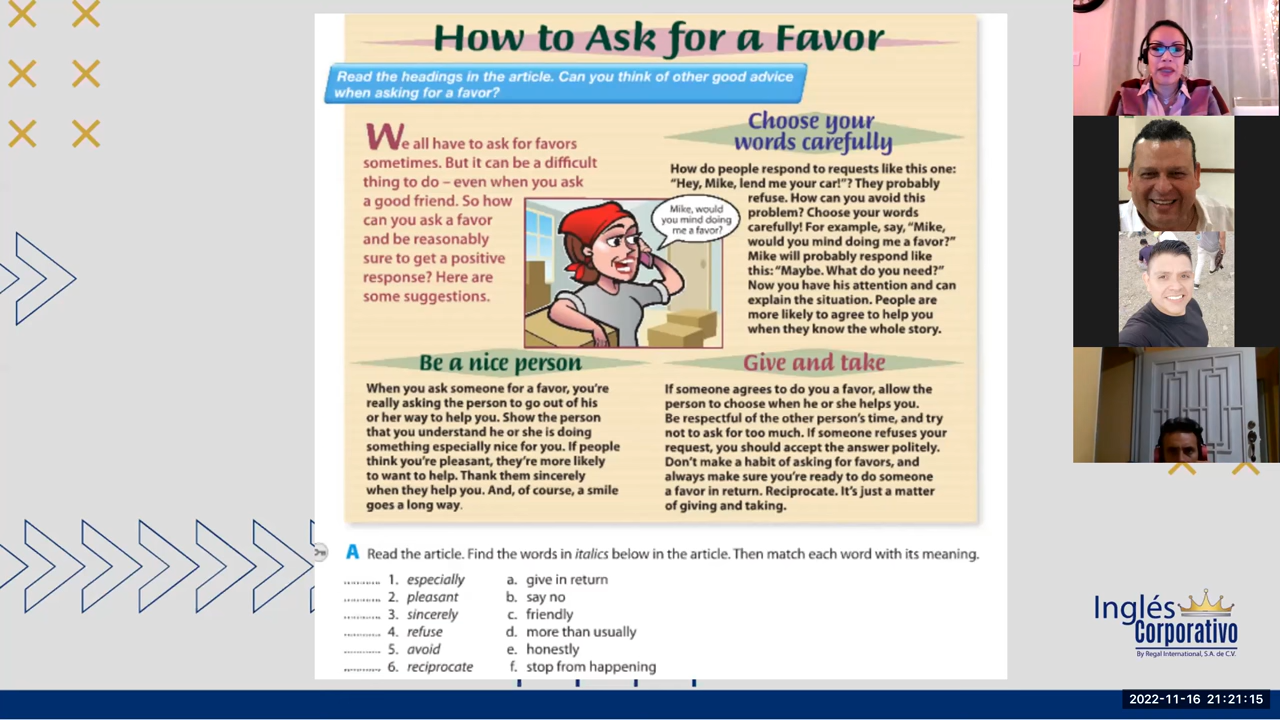 How to Ask for a Favor
Read the headings in the article. Can you think of other good advice
when asking for a favor?
We all have to ask for favors
sometimes. But it can be a difficult
thing to do – even when you ask
a good friend. So how
can you ask a favor
and be reasonably
sure to get a positive
response? Here are
some suggestions.
Mike, would
you mind doing
me a favor?
Choose your
words carefully
How do people respond to requests like this one:
“Hey, Mike, lend me your car!”? They probably
refuse. How can you avoid this
problem? Choose your words
carefully! For example, say, “Mike,
would you mind doing me a favor?”
Mike will probably respond like
this: “Maybe. What do you need?”
Now you have his attention and can
explain the situation. People are
more likely to agree to help you
when they know the whole story.
Be a nice person
When you ask someone for a favor, you’re
really asking the person to go out of his
or her way to help you. Show the person
that you understand he or she is doing
something especially nice for you. If people
think you’re pleasant, they’re more likely
to want to help. Thank them sincerely
when they help you. And, of course, a smile
goes a long way.
Give and take
If someone agrees to do you a favor, allow the
person to choose when he or she helps you.
Be respectful of the other person’s time, and try
not to ask for too much. If someone refuses your
request, you should accept the answer politely.
Don’t make a habit of asking for favors, and
always make sure you’re ready to do someone
a favor in return. Reciprocate. It’s just a matter
of giving and taking.
A Read the article. Find the words in italics below in the article. Then match each word with its meaning.
.......... 1. especially a. give in return
.......... 2. pleasant b. say no
.......... 3. sincerely c. friendly
.......... 4. refuse d. more than usually
.......... 5. avoid e. honestly
.......... 6. reciprocate f. stop from happening
Inglés
Corporativo
By Regal International, S.A. de C.V.
2022-11-16 21:21:15